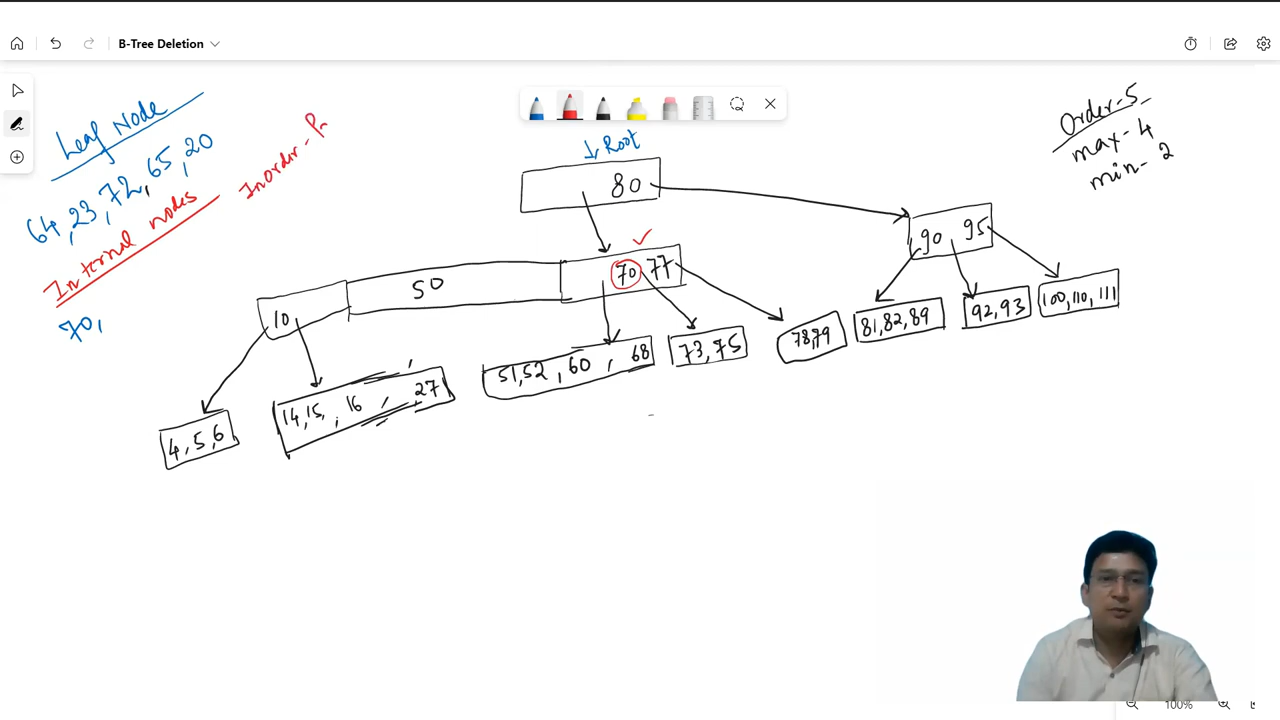 B-Tree Deletion
Leaf Node
64, 23, 72, 65, 20
Internal nodes
Inorder - P
70,
Order-5
max-4
min-2
Root
80
90 95
70 77
50
10
81, 82, 89
92, 93
100, 110, 111
78, 79
73, 75
51, 52, 60, 68
14, 15, 16, 27
4, 5, 6
100%